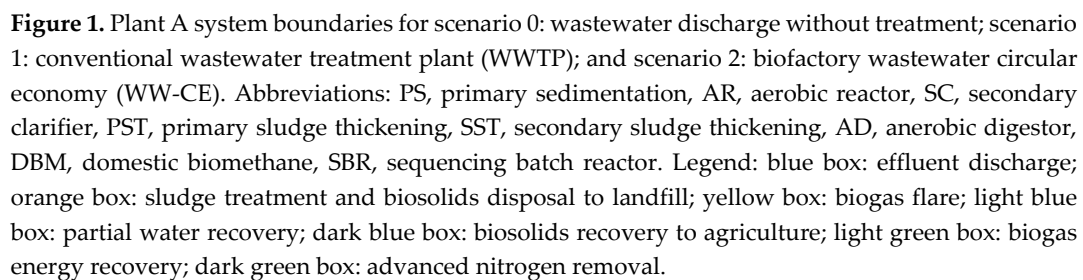 Figure 1. Plant A system boundaries for scenario 0: wastewater discharge without treatment; scenario
1: conventional wastewater treatment plant (WWTP); and scenario 2: biofactory wastewater circular
economy (WW-CE). Abbreviations: PS, primary sedimentation, AR, aerobic reactor, SC, secondary
clarifier, PST, primary sludge thickening, SST, secondary sludge thickening, AD, anerobic digestor,
DBM, domestic biomethane, SBR, sequencing batch reactor. Legend: blue box: effluent discharge;
orange box: sludge treatment and biosolids disposal to landfill; yellow box: biogas flare; light blue
box: partial water recovery; dark blue box: biosolids recovery to agriculture; light green box: biogas
energy recovery; dark green box: advanced nitrogen removal.